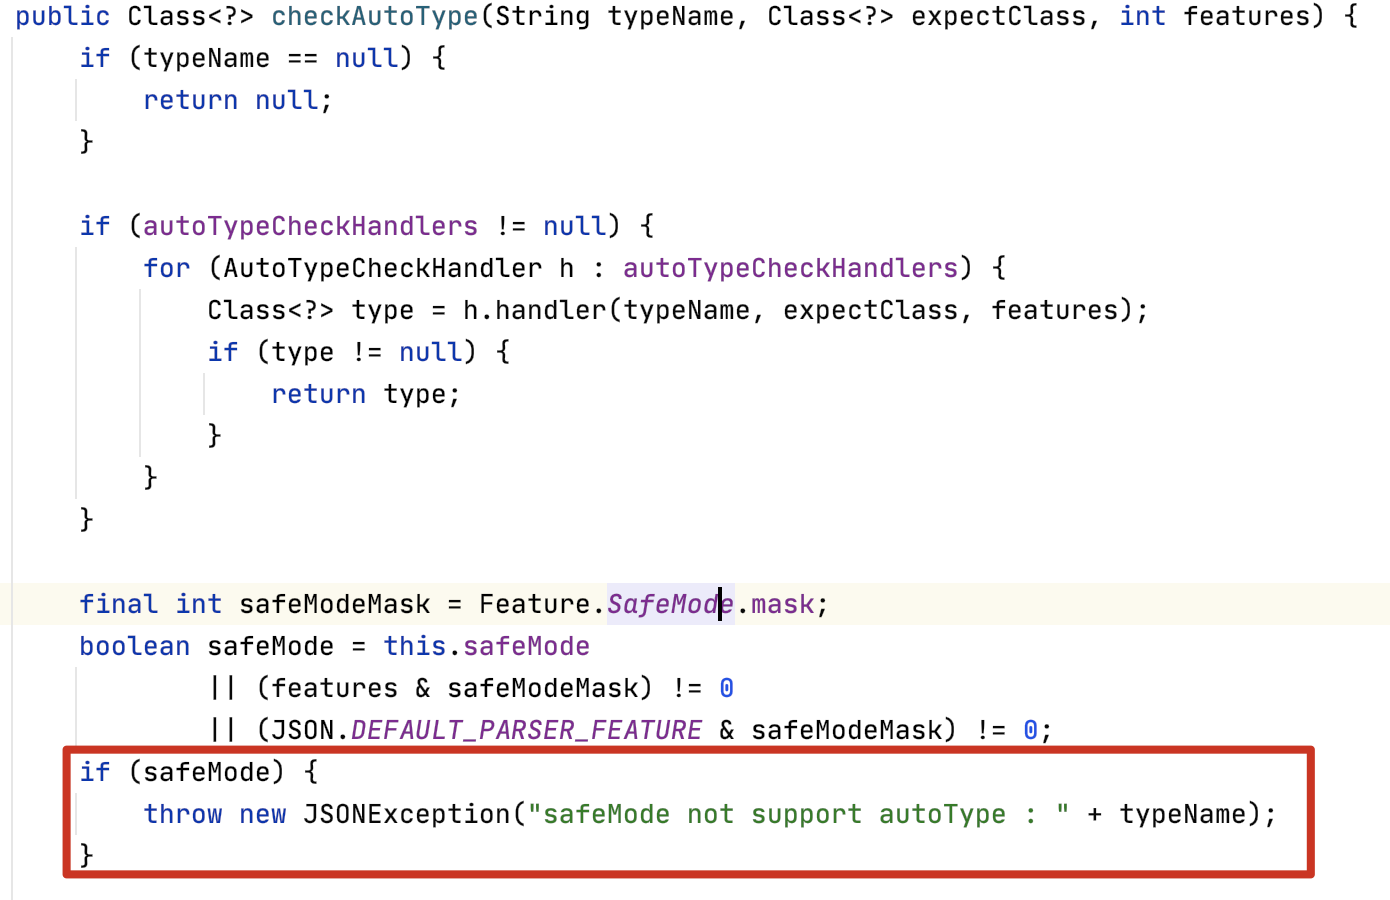 public Class<?> checkAutoType(String typeName, Class<?> expectClass, int features) {
    if (typeName == null) {
        return null;
    }

    if (autoTypeCheckHandlers != null) {
        for (AutoTypeCheckHandler h : autoTypeCheckHandlers) {
            Class<?> type = h.handler(typeName, expectClass, features);
            if (type != null) {
                return type;
            }
        }
    }

    final int safeModeMask = Feature.SafeMode.mask;
    boolean safeMode = this.safeMode
            || (features & safeModeMask) != 0
            || (JSON.DEFAULT_PARSER_FEATURE & safeModeMask) != 0;
    if (safeMode) {
        throw new JSONException("safeMode not support autoType : " + typeName);
    }